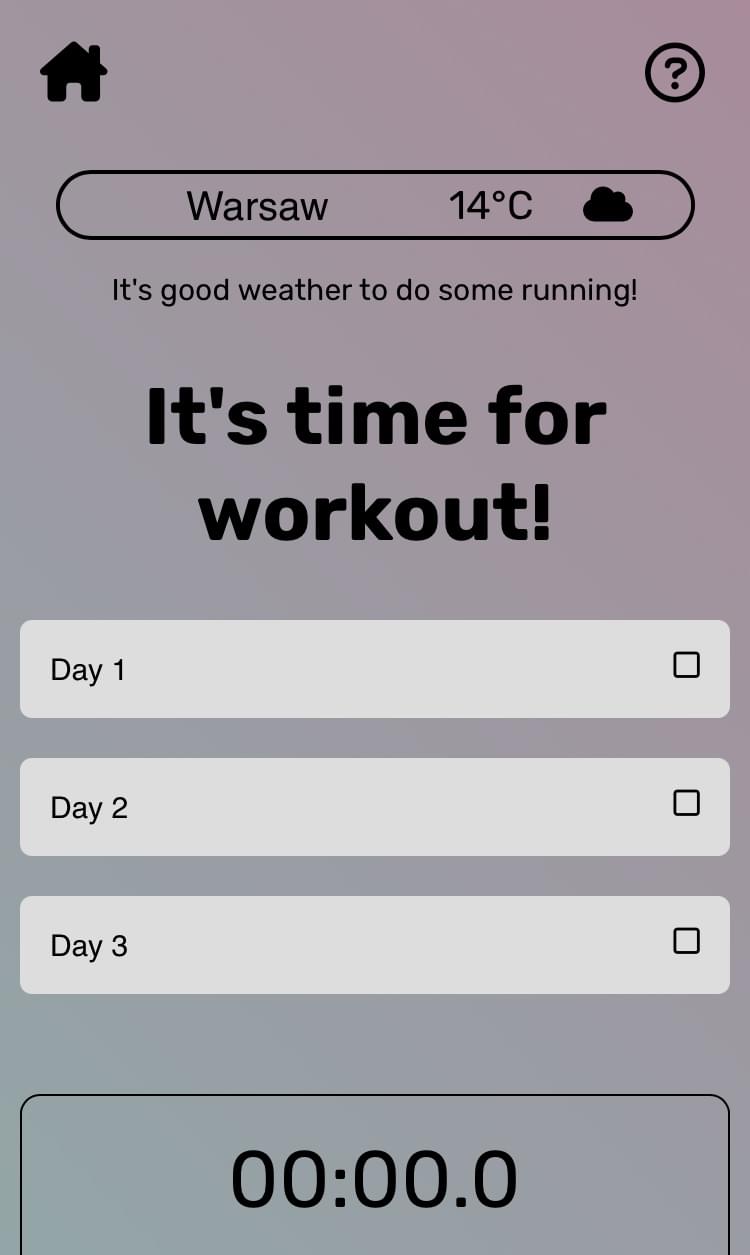 ?
Warsaw 14°C
It's good weather to do some running!
It's time for
workout!
Day 1
Day 2
Day 3
00:00.0